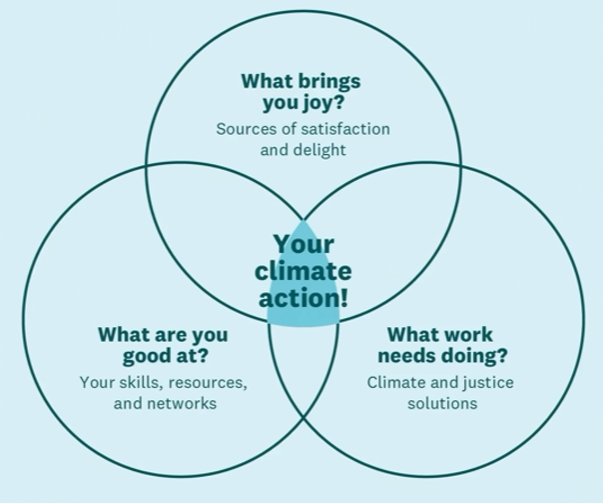 What brings
you joy?
Sources of satisfaction
and delight
Your
climate
action!
What are you
good at?
Your skills, resources,
and networks
What work
needs doing?
Climate and justice
solutions